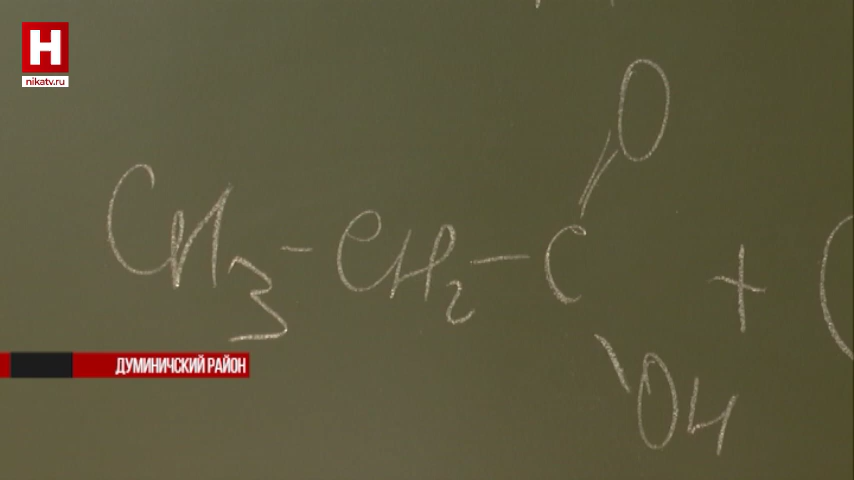 Н
nikatv.ru
O
CH3 - CH2 - C +
OH
ДУМИНИЧСКИЙ РАЙОН